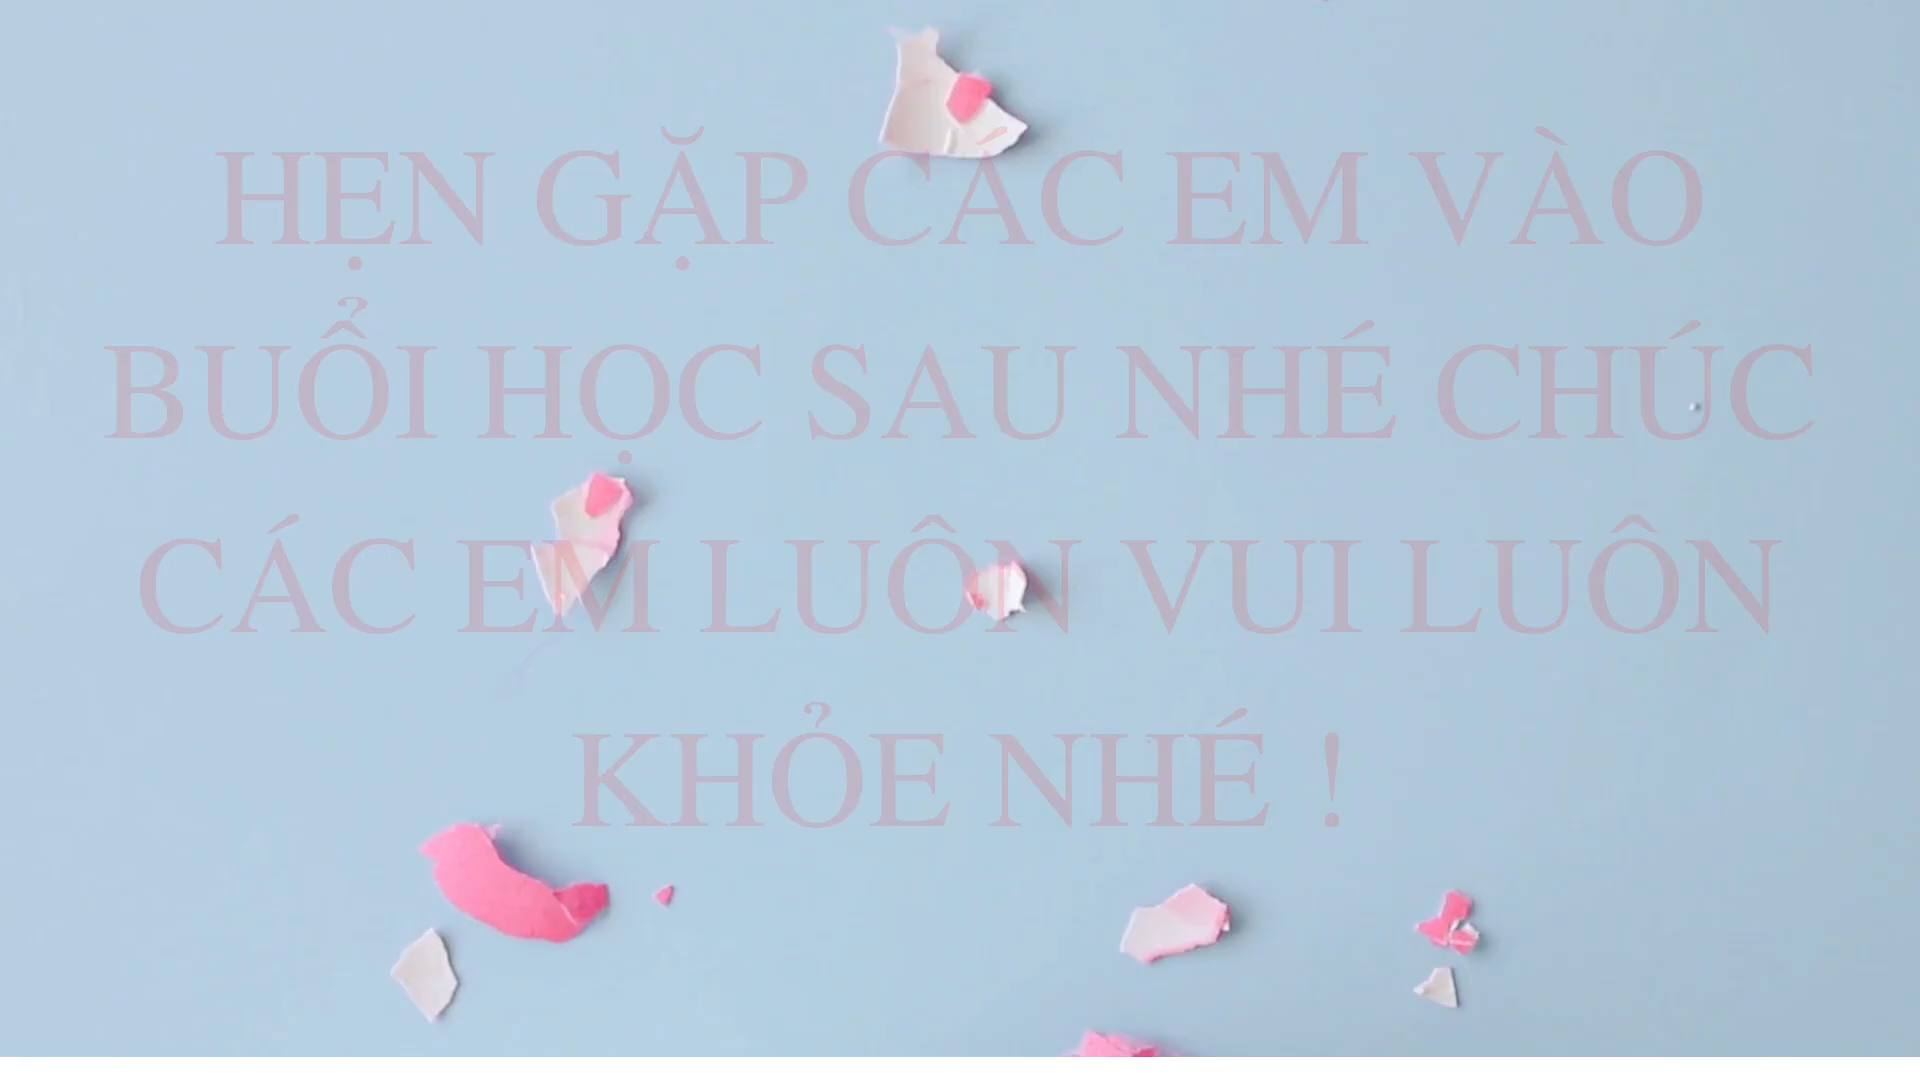 HẸN GẶP CÁC EM VÀO
BUỔI HỌC SAU NHÉ CHÚC
CÁC EM LUÔN VUI LUÔN
KHỎE NHÉ !